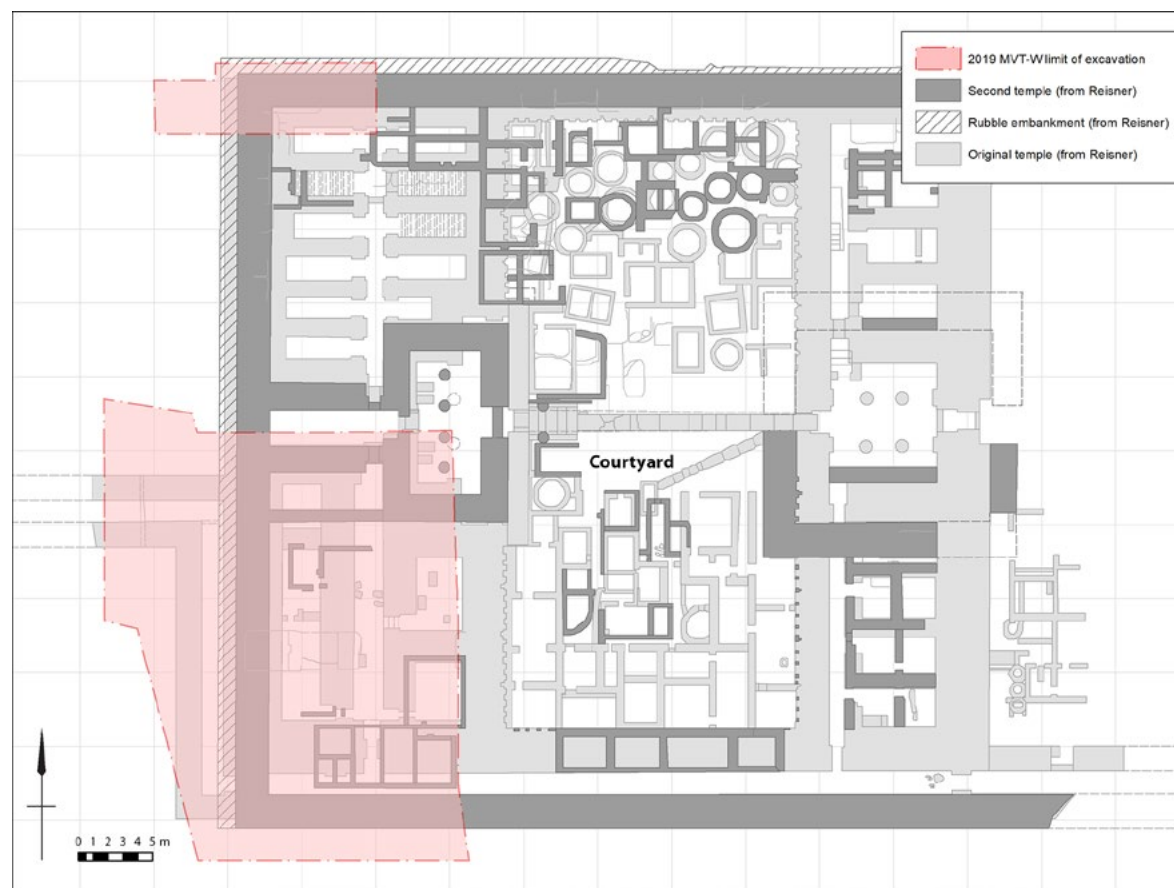 2019 MVT-W limit of excavation
Second temple (from Reisner)
Rubble embankment (from Reisner)
Original temple (from Reisner)
Courtyard
0 1 2 3 4 5 m